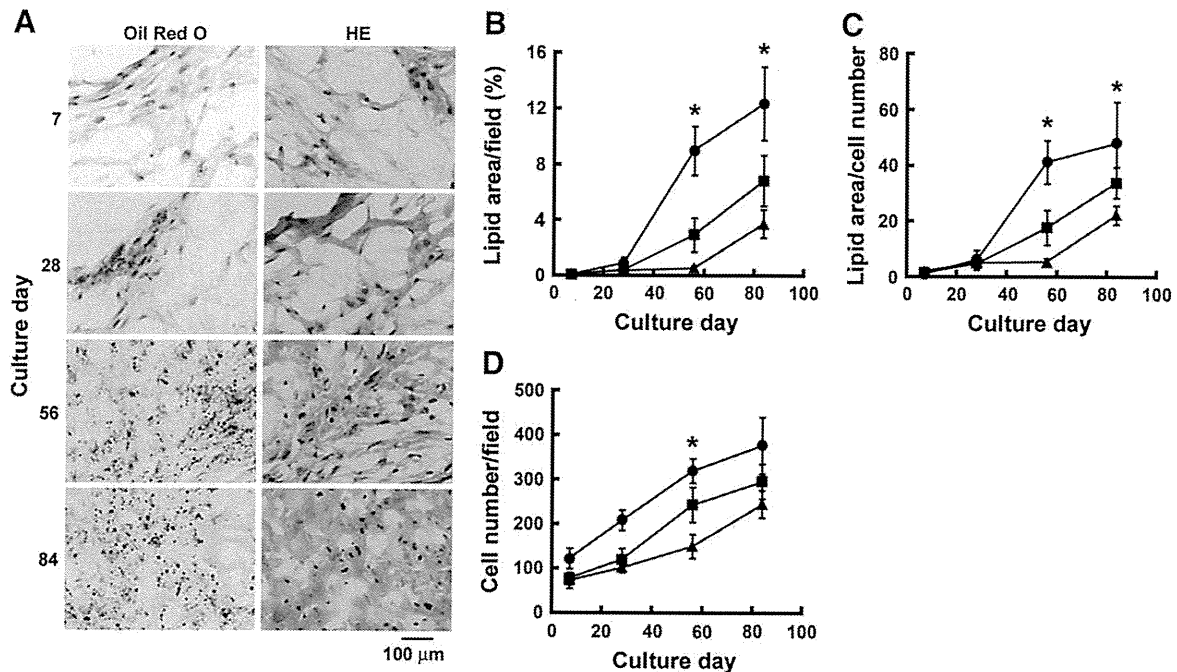 A
Oil Red O
HE
Culture day
7
28
56
84
100 μm
B
Lipid area/field (%)
16
12
8
4
0
*
*
0 20 40 60 80 100
Culture day
C
Lipid area/cell number
80
60
40
20
0
*
*
0 20 40 60 80 100
Culture day
D
Cell number/field
500
400
300
200
100
0
*
0 20 40 60 80 100
Culture day